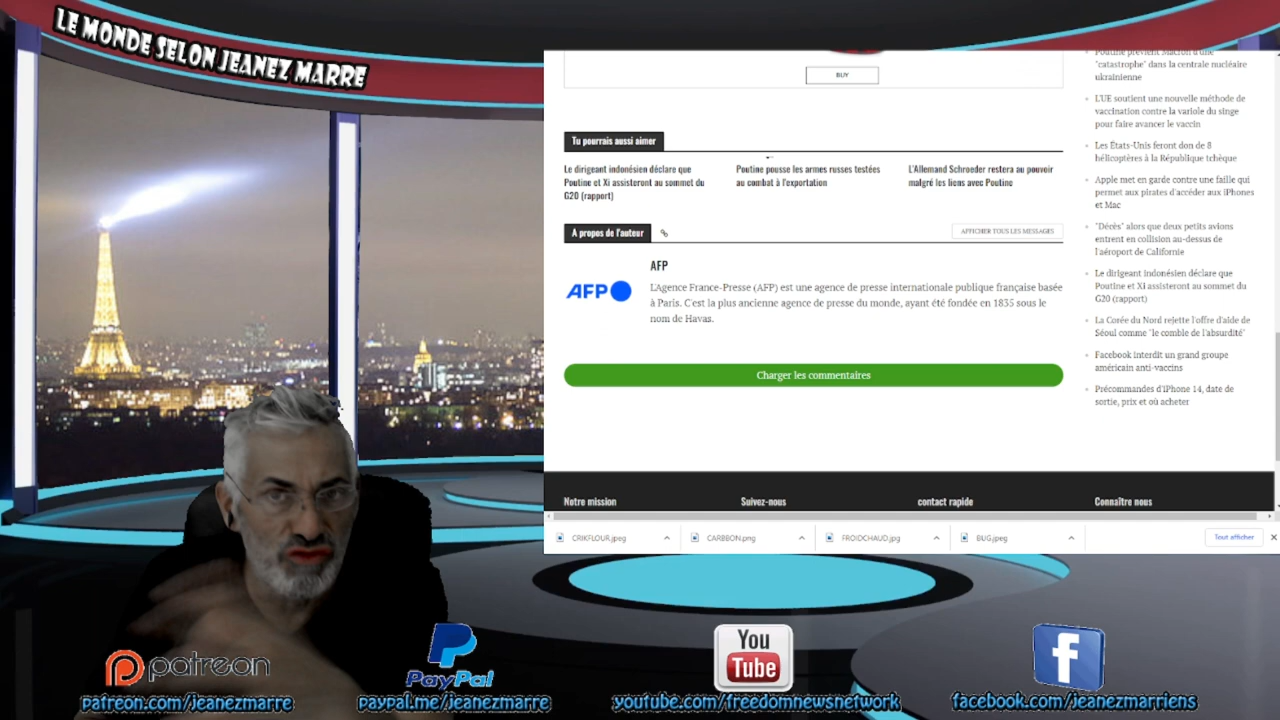 LE MONDE SELON JEANEZ MARRE
BUY
Tu pourrais aussi aimer
Le dirigeant indonésien déclare que
Poutine et Xi assisteront au sommet du
G20 (rapport)
Poutine pousse les armes russes testées
au combat à l'exportation
L'Allemand Schroeder restera au pouvoir
malgré les liens avec Poutine
A propos de l'auteur
AFFICHER TOUS LES MESSAGES
AFP
AFP
L'Agence France-Presse (AFP) est une agence de presse internationale publique française basée
à Paris. C'est la plus ancienne agence de presse du monde, ayant été fondée en 1835 sous le
nom de Havas.
Charger les commentaires
Poutine prévient Macron d'une
"catastrophe" dans la centrale nucléaire
ukrainienne
L'UE soutient une nouvelle méthode de
vaccination contre la variole du singe
pour faire avancer le vaccin
Les États-Unis feront don de 8
hélicoptères à la République tchèque
Apple met en garde contre une faille qui
permet aux pirates d'accéder aux iPhones
et Mac
"Décès" alors que deux petits avions
entrent en collision au-dessus de
l'aéroport de Californie
Le dirigeant indonésien déclare que
Poutine et Xi assisteront au sommet du
G20 (rapport)
La Corée du Nord rejette l'offre d'aide de
Séoul comme "le comble de l'absurdité"
Facebook interdit un grand groupe
américain anti-vaccins
Précommandes d'iPhone 14, date de
sortie, prix et où acheter
Notre mission
Suivez-nous
contact rapide
Connaître nous
CRIKFLOUR.jpeg
CARBBON.png
FROIDCHAUD.jpg
BUG.jpeg
Tout afficher
patreon
PayPal
You
Tube
f
patreon.com/jeanezmarre
paypal.me/jeanezmarre
youtube.com/freedomnewsnetwork
facebook.com/jeanezmarriens